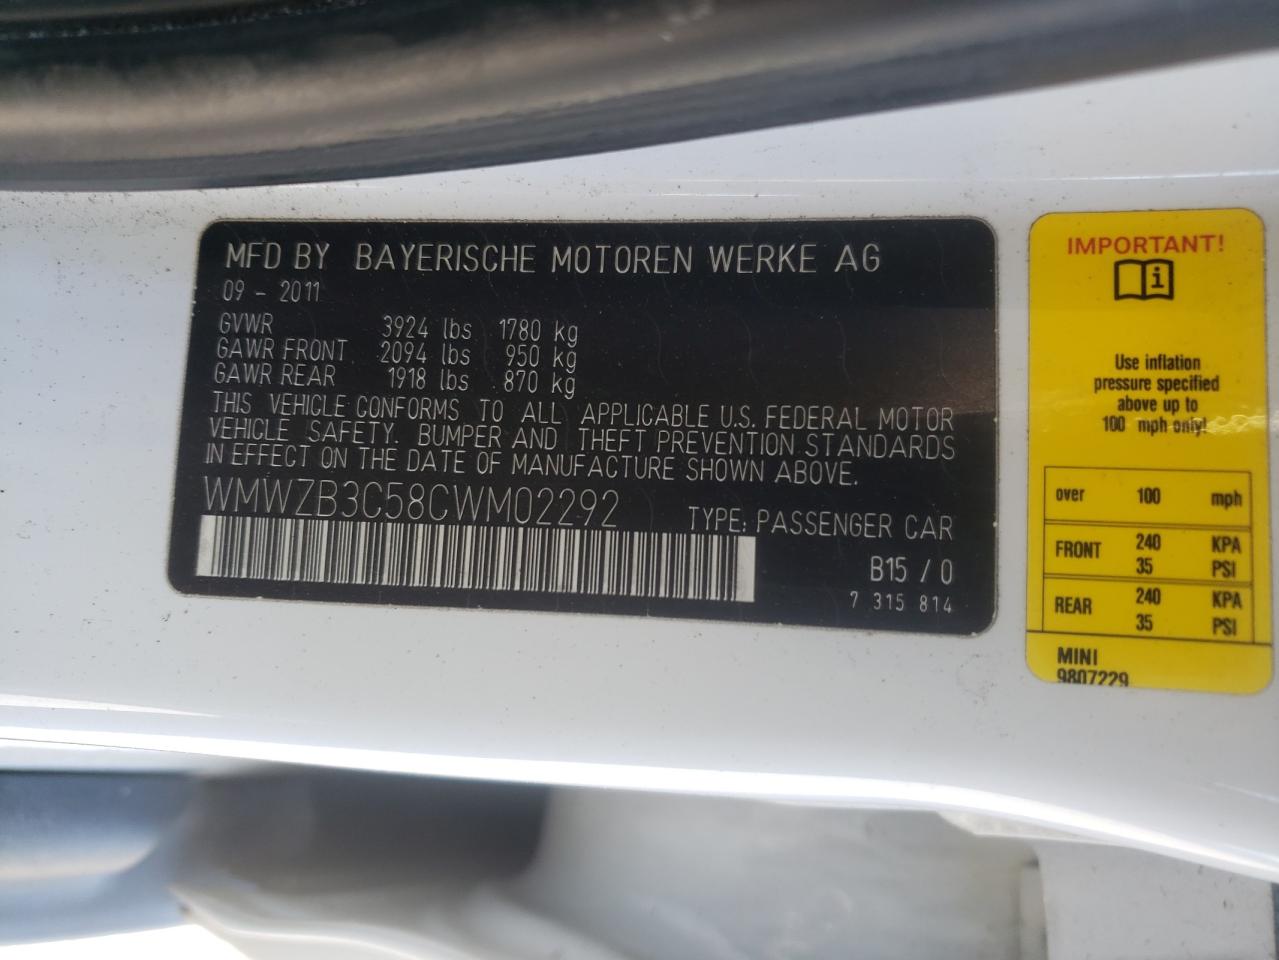 MFD BY BAYERISCHE MOTOREN WERKE AG
09 - 2011
GVWR 3924 lbs 1780 kg
GAWR FRONT 2094 lbs 950 kg
GAWR REAR 1918 lbs 870 kg
THIS VEHICLE CONFORMS TO ALL APPLICABLE U.S. FEDERAL MOTOR
VEHICLE SAFETY. BUMPER AND THEFT PREVENTION STANDARDS
IN EFFECT ON THE DATE OF MANUFACTURE SHOWN ABOVE.
WMWZB3C58CWM02292 TYPE: PASSENGER CAR
B15 / 0
7 315 814
IMPORTANT!
Use inflation
pressure specified
above up to
100 mph only!
over 100 mph
FRONT 240 KPA
35 PSI
REAR 240 KPA
35 PSI
MINI
9807229